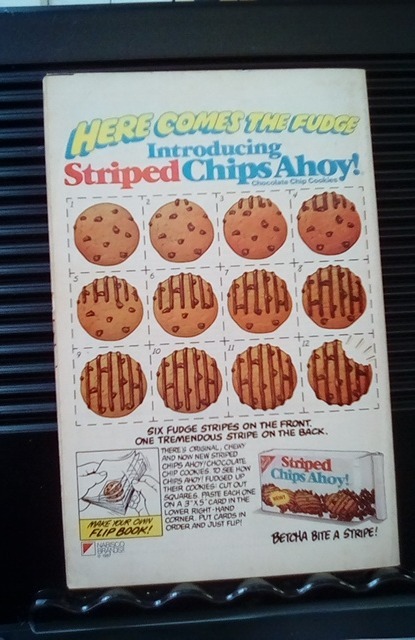 HERE COMES THE FUDGE
Introducing
Striped Chips Ahoy!
Chocolate Chip Cookies
1 2 3 4
5 6 7 8
9 10 11 12
SIX FUDGE STRIPES ON THE FRONT.
ONE TREMENDOUS STRIPE ON THE BACK.
MAKE YOUR OWN
FLIP BOOK!
THERE'S ORIGINAL, CHEWY
AND NOW NEW STRIPED
CHIPS AHOY! CHOCOLATE
CHIP COOKIES. TO SEE HOW
CHIPS AHOY! FUDGED UP
THEIR COOKIES: CUT OUT
SQUARES. PASTE EACH ONE
ON A 3" X 5" CARD IN THE
LOWER RIGHT-HAND
CORNER. PUT CARDS IN
ORDER AND JUST FLIP!
Striped
Chips Ahoy!
BETCHA BITE A STRIPE!
NABISCO
BRANDS